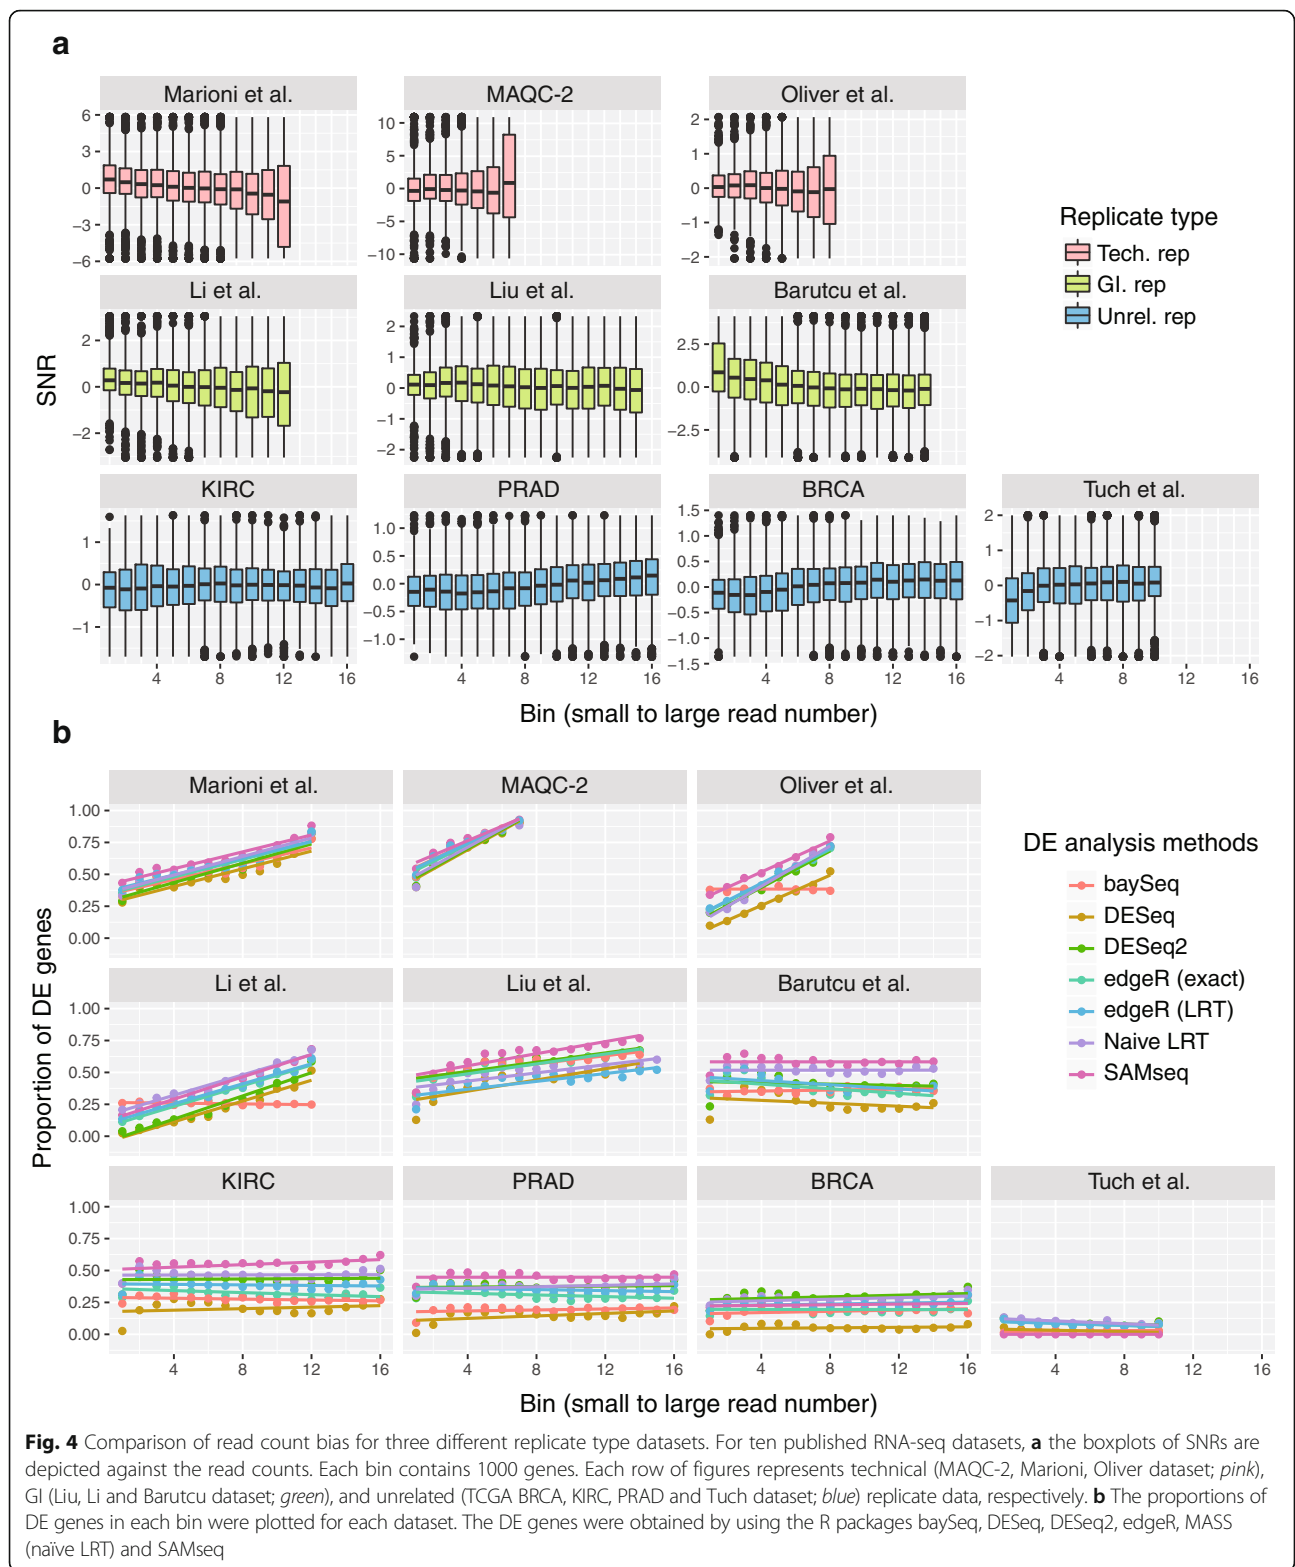 a
Marioni et al.
MAQC-2
Oliver et al.
6
3
0
−3
−6
10
5
0
−5
−10
2
1
0
−1
−2
Replicate type
Tech. rep
GI. rep
Unrel. rep
Li et al.
Liu et al.
Barutcu et al.
SNR
2
0
−2
2
1
0
−1
−2
2.5
0.0
−2.5
KIRC
PRAD
BRCA
Tuch et al.
1
0
−1
1.0
0.5
0.0
−0.5
−1.0
1.5
1.0
0.5
0.0
−0.5
−1.0
−1.5
2
1
0
−1
−2
4 8 12 16
4 8 12 16
4 8 12 16
4 8 12 16
Bin (small to large read number)
b
Marioni et al.
MAQC-2
Oliver et al.
1.00
0.75
0.50
0.25
0.00
DE analysis methods
baySeq
DESeq
DESeq2
edgeR (exact)
edgeR (LRT)
Naive LRT
SAMseq
Proportion of DE genes
Li et al.
Liu et al.
Barutcu et al.
1.00
0.75
0.50
0.25
0.00
KIRC
PRAD
BRCA
Tuch et al.
1.00
0.75
0.50
0.25
0.00
4 8 12 16
4 8 12 16
4 8 12 16
4 8 12 16
Bin (small to large read number)
Fig. 4 Comparison of read count bias for three different replicate type datasets. For ten published RNA-seq datasets, a the boxplots of SNRs are
depicted against the read counts. Each bin contains 1000 genes. Each row of figures represents technical (MAQC-2, Marioni, Oliver dataset; pink),
GI (Liu, Li and Barutcu dataset; green), and unrelated (TCGA BRCA, KIRC, PRAD and Tuch dataset; blue) replicate data, respectively. b The proportions of
DE genes in each bin were plotted for each dataset. The DE genes were obtained by using the R packages baySeq, DESeq, DESeq2, edgeR, MASS
(naïve LRT) and SAMseq